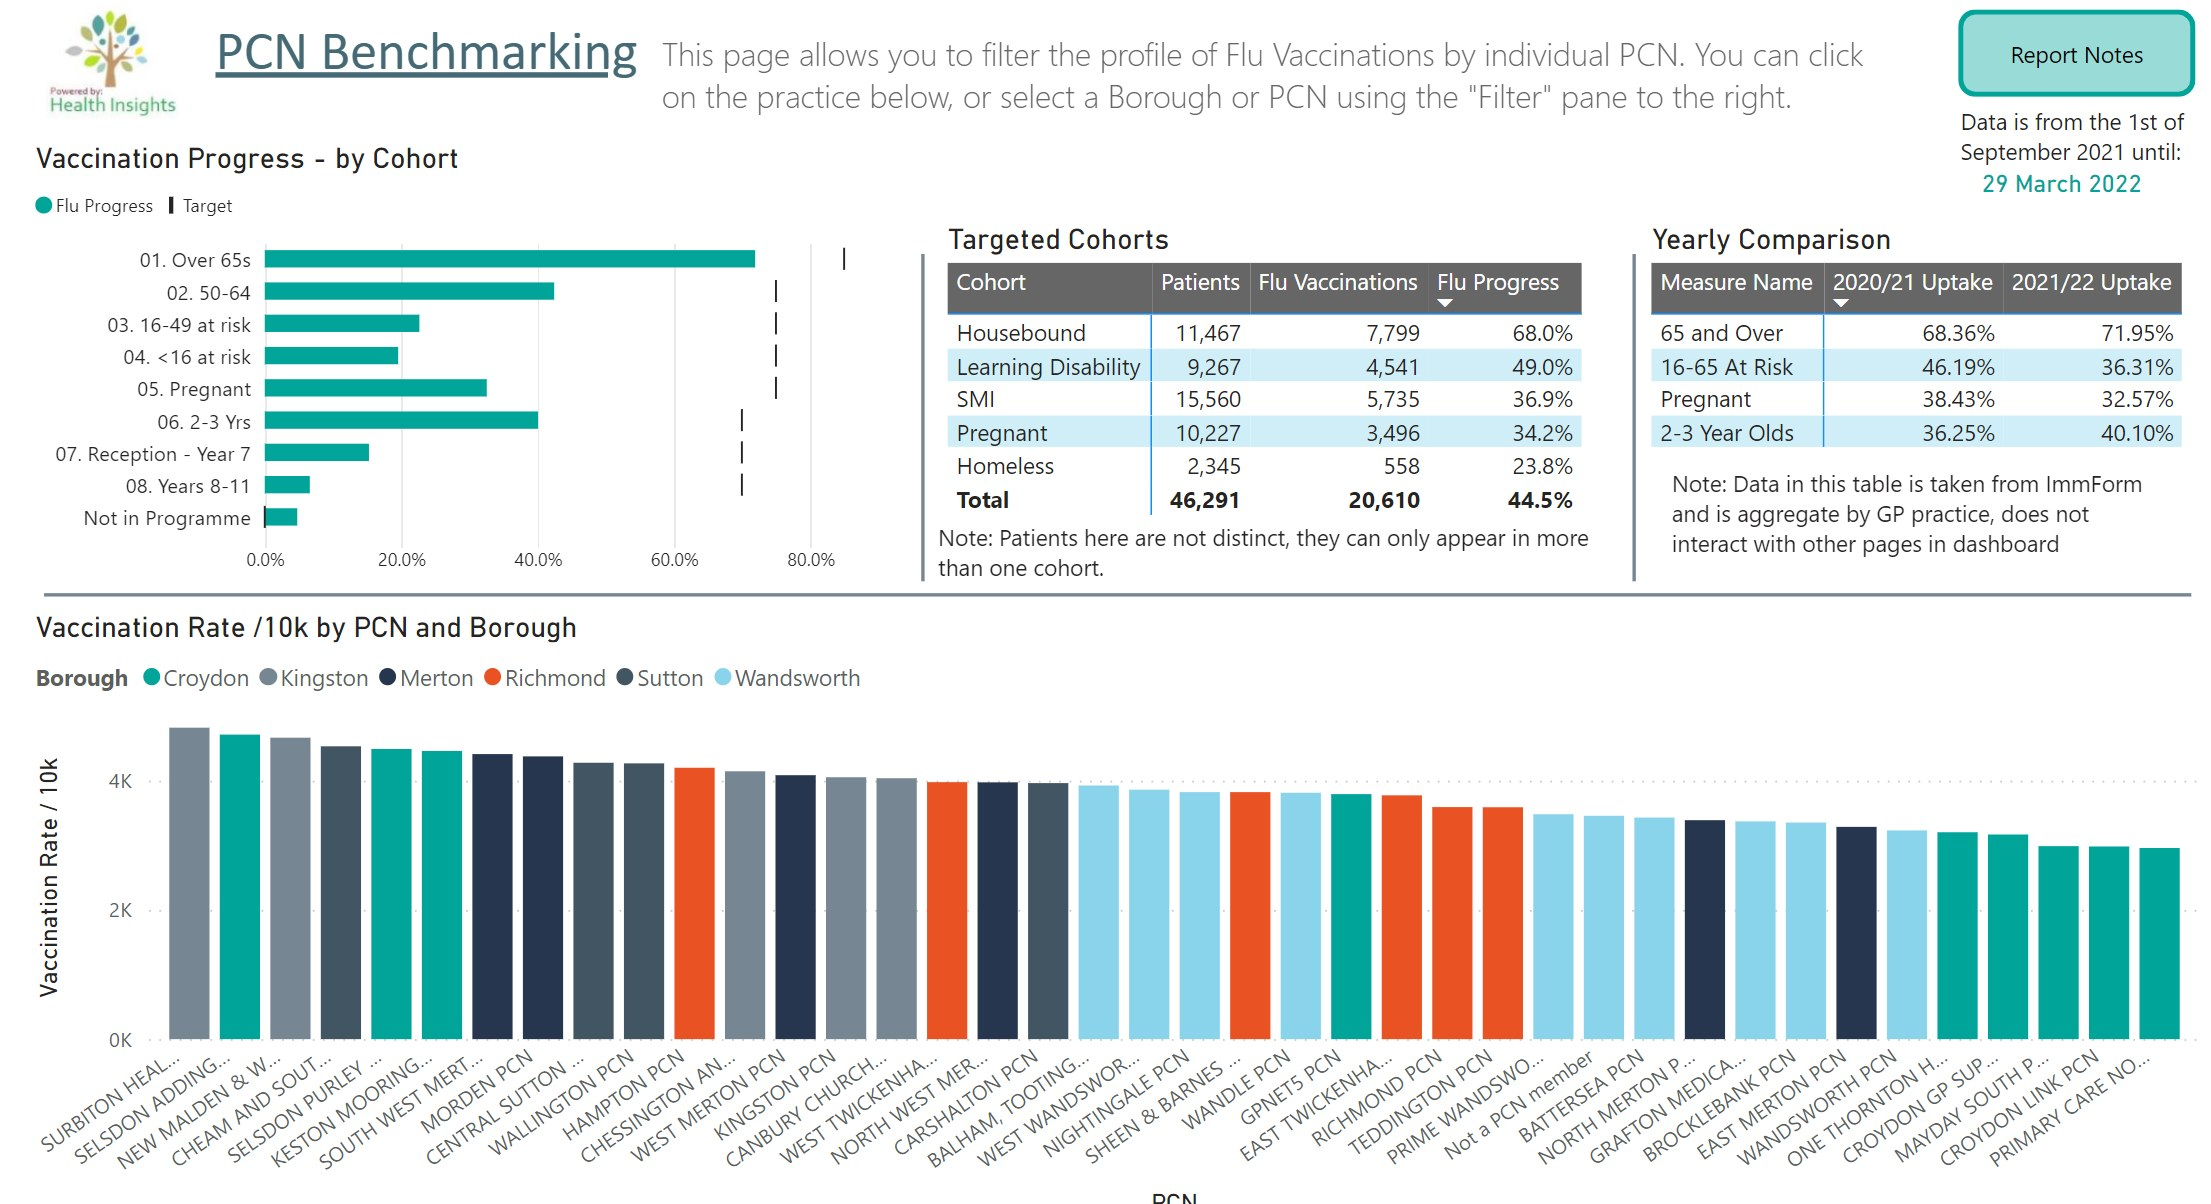 Powered by:
Health Insights
PCN Benchmarking
This page allows you to filter the profile of Flu Vaccinations by individual PCN. You can click
on the practice below, or select a Borough or PCN using the "Filter" pane to the right.
Report Notes
Data is from the 1st of
September 2021 until:
29 March 2022
Vaccination Progress - by Cohort
Flu Progress Target
01. Over 65s
02. 50-64
03. 16-49 at risk
04. <16 at risk
05. Pregnant
06. 2-3 Yrs
07. Reception - Year 7
08. Years 8-11
Not in Programme
0.0% 20.0% 40.0% 60.0% 80.0%
Targeted Cohorts
Cohort Patients Flu Vaccinations Flu Progress
Housebound 11,467 7,799 68.0%
Learning Disability 9,267 4,541 49.0%
SMI 15,560 5,735 36.9%
Pregnant 10,227 3,496 34.2%
Homeless 2,345 558 23.8%
Total 46,291 20,610 44.5%
Note: Patients here are not distinct, they can only appear in more
than one cohort.
Yearly Comparison
Measure Name 2020/21 Uptake 2021/22 Uptake
65 and Over 68.36% 71.95%
16-65 At Risk 46.19% 36.31%
Pregnant 38.43% 32.57%
2-3 Year Olds 36.25% 40.10%
Note: Data in this table is taken from ImmForm
and is aggregate by GP practice, does not
interact with other pages in dashboard
Vaccination Rate /10k by PCN and Borough
Borough Croydon Kingston Merton Richmond Sutton Wandsworth
Vaccination Rate / 10k
4K
2K
0K
SURBITON HEAL...
SELSDON ADDING...
NEW MALDEN & W...
CHEAM AND SOUT...
SELSDON PURLEY ...
KESTON MOORING...
SOUTH WEST MERT...
MORDEN PCN
CENTRAL SUTTON ...
WALLINGTON PCN
HAMPTON PCN
CHESSINGTON AN...
WEST MERTON PCN
KINGSTON PCN
CANBURY CHURCH...
WEST TWICKENHA...
NORTH WEST MER...
CARSHALTON PCN
BALHAM, TOOTING...
WEST WANDSWOR...
NIGHTINGALE PCN
SHEEN & BARNES ...
WANDLE PCN
GPNET5 PCN
EAST TWICKENHA...
RICHMOND PCN
TEDDINGTON PCN
PRIME WANDSWO...
Not a PCN member
BATTERSEA PCN
NORTH MERTON P...
GRAFTON MEDICA...
BROCKLEBANK PCN
EAST MERTON PCN
WANDSWORTH PCN
ONE THORNTON H...
CROYDON GP SUP...
MAYDAY SOUTH P...
CROYDON LINK PCN
PRIMARY CARE NO...
PCN